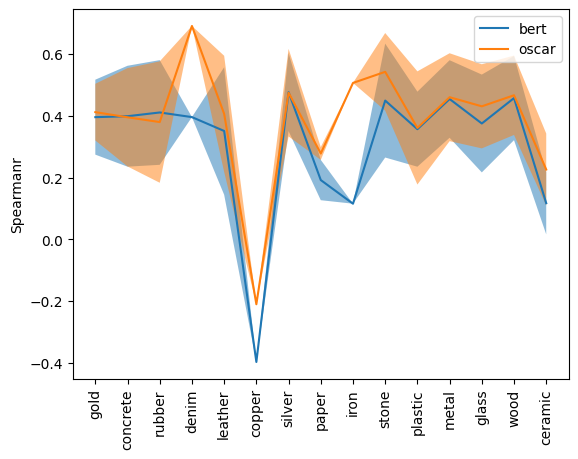 bert
oscar
0.6
0.4
0.2
0.0
−0.2
−0.4
Spearmanr
gold
concrete
rubber
denim
leather
copper
silver
paper
iron
stone
plastic
metal
glass
wood
ceramic